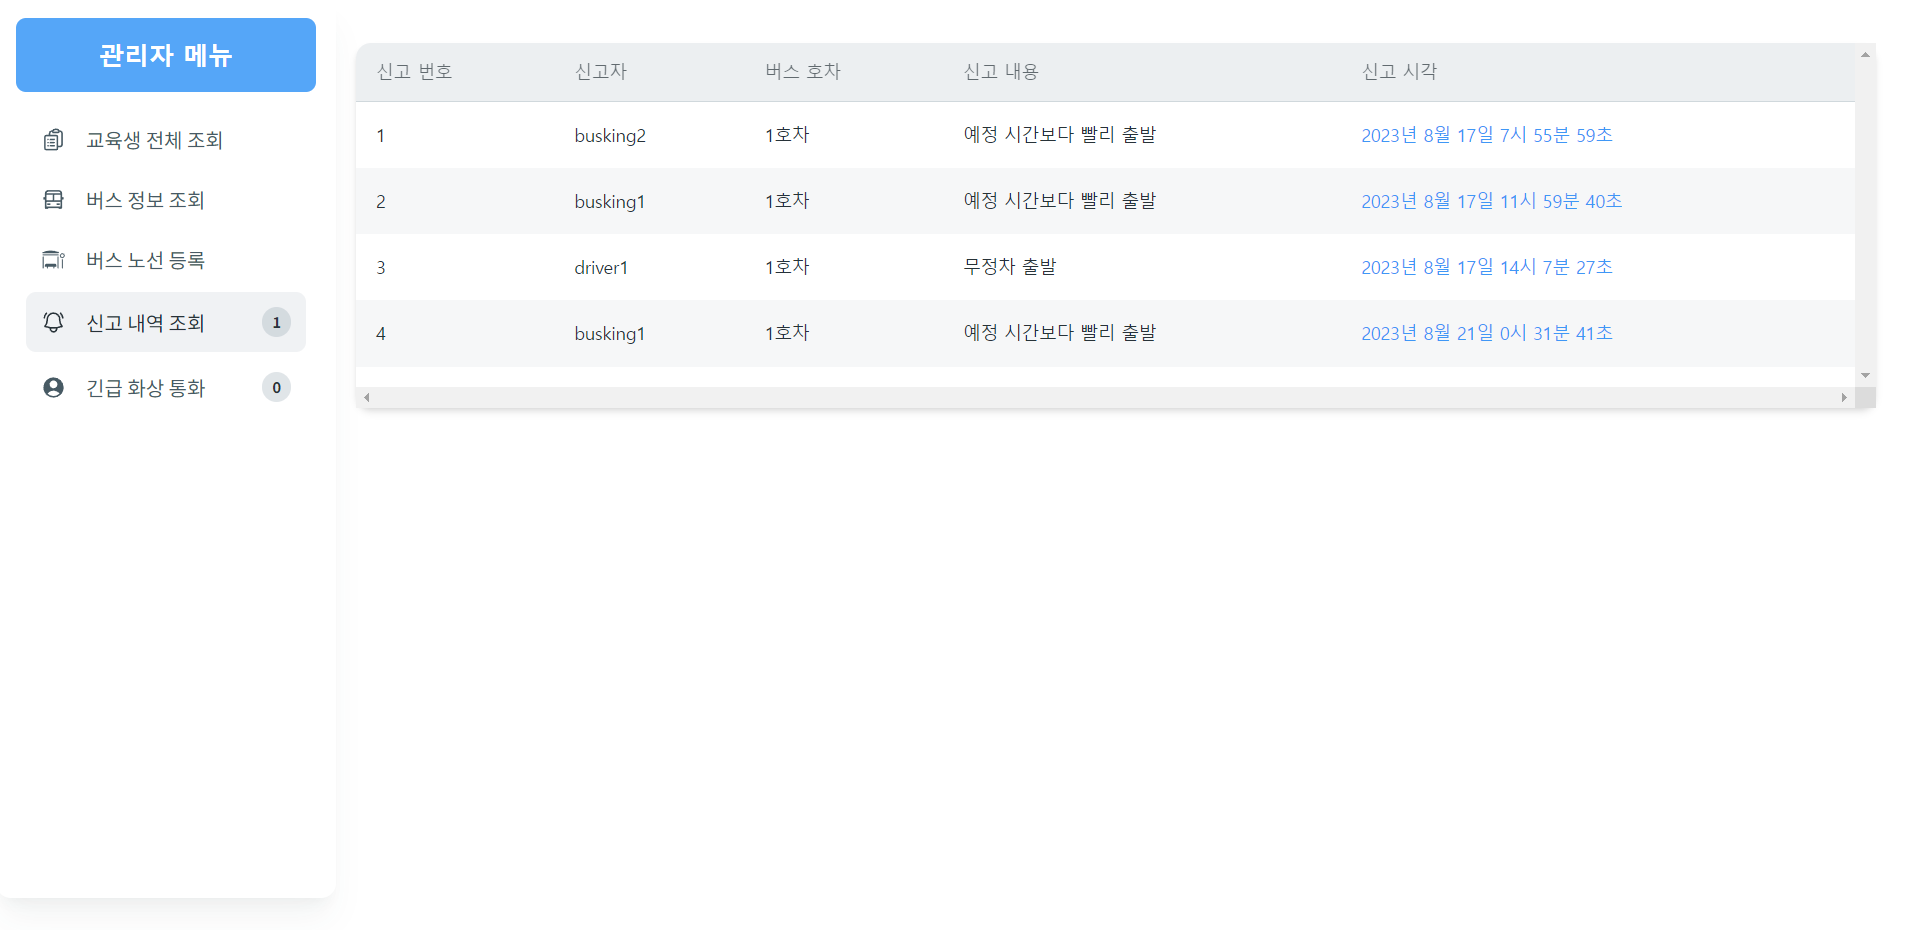 관리자 메뉴
교육생 전체 조회
버스 정보 조회
버스 노선 등록
신고 내역 조회 1
긴급 화상 통화 0
신고 번호 신고자 버스 호차 신고 내용 신고 시각
1 busking2 1호차 예정 시간보다 빨리 출발 2023년 8월 17일 7시 55분 59초
2 busking1 1호차 예정 시간보다 빨리 출발 2023년 8월 17일 11시 59분 40초
3 driver1 1호차 무정차 출발 2023년 8월 17일 14시 7분 27초
4 busking1 1호차 예정 시간보다 빨리 출발 2023년 8월 21일 0시 31분 41초